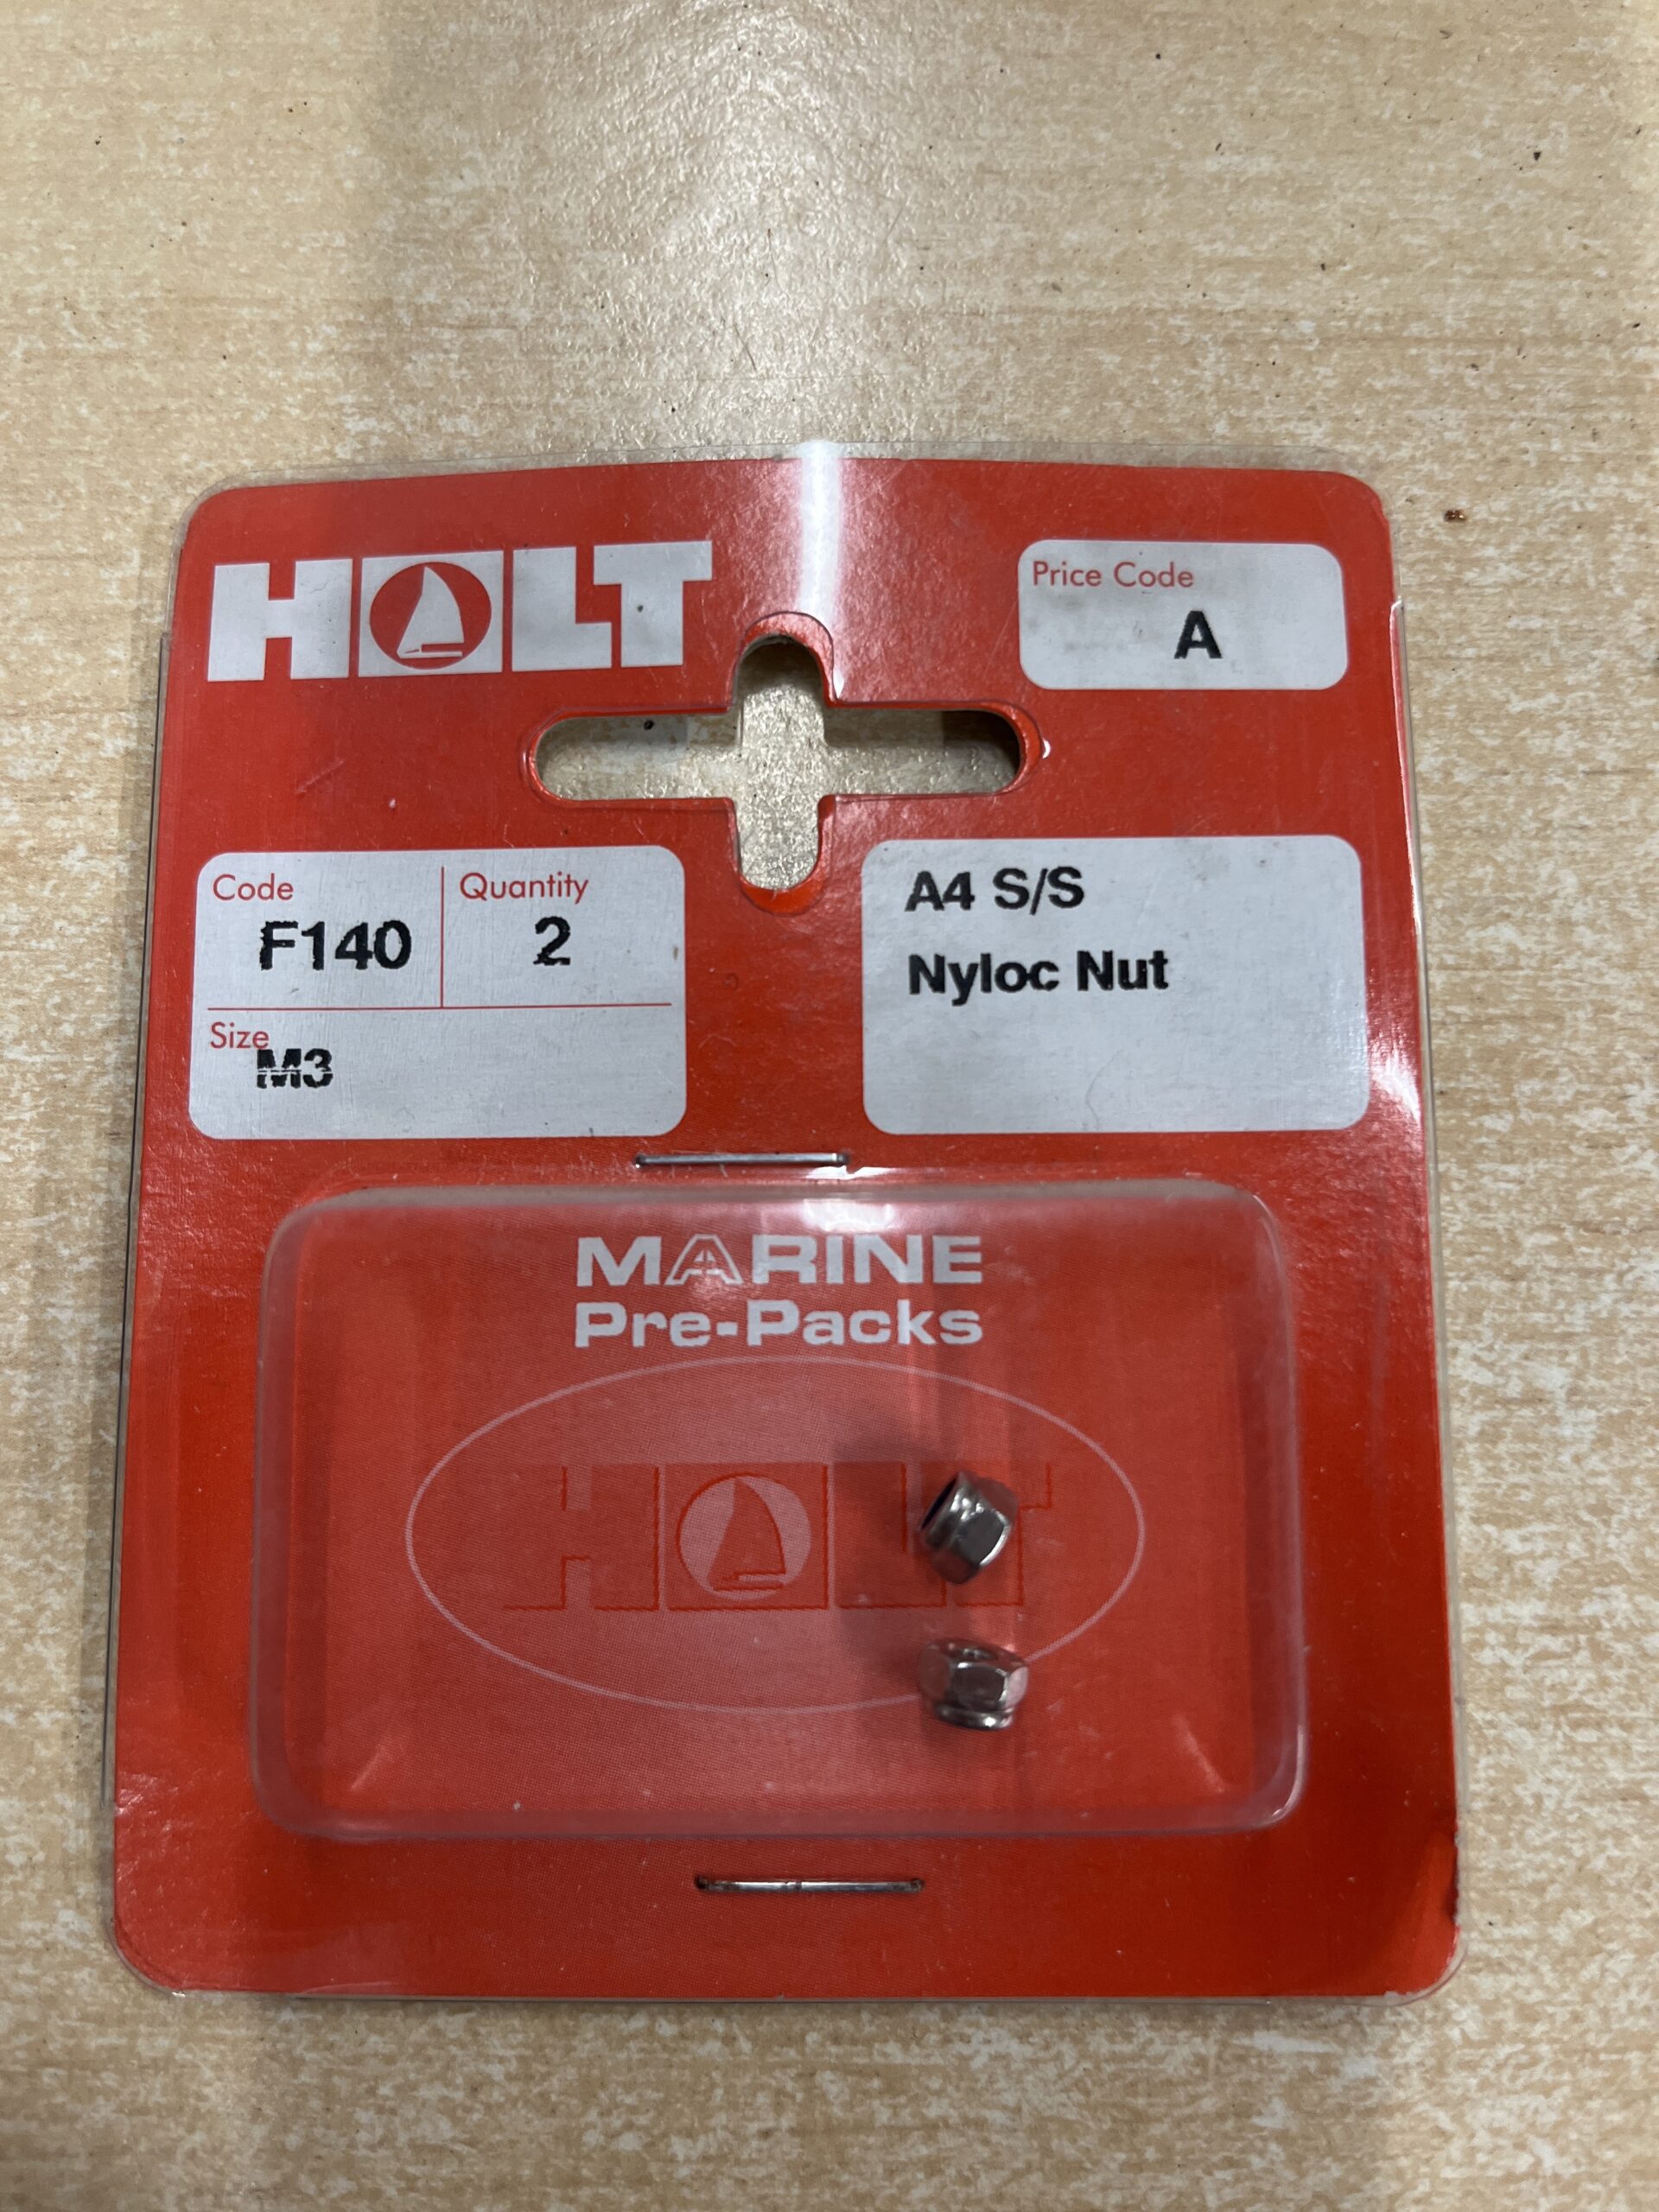 HOLT
Price Code
A
Code
F140
Quantity
2
Size
M3
A4 S/S
Nyloc Nut
MARINE
Pre-Packs
HOLT